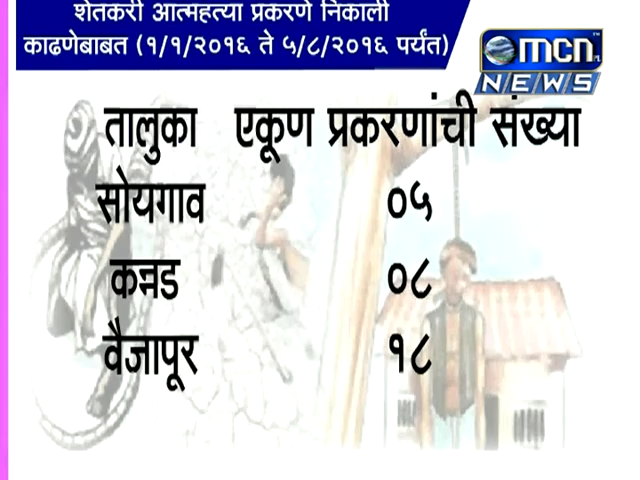 शेतकरी आत्महत्या प्रकरणे निकाली
काढणेबाबत (१/१/२०१६ ते ५/८/२०१६ पर्यंत)
mcn
NEWS
तालुका एकूण प्रकरणांची संख्या
सोयगाव ०५
कन्नड ०८
वैजापूर १८